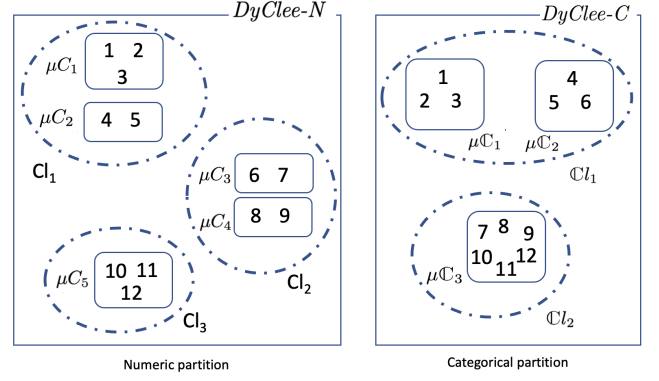 DyClee-N
μC₁
1 2
3
μC₂
4 5
Cl₁
μC₃
6 7
μC₄
8 9
Cl₂
μC₅
10 11
12
Cl₃
Numeric partition
DyClee-C
1
2 3
μℂ₁
4
5 6
μℂ₂
ℂl₁
7 8 9
10 11 12
μℂ₃
ℂl₂
Categorical partition